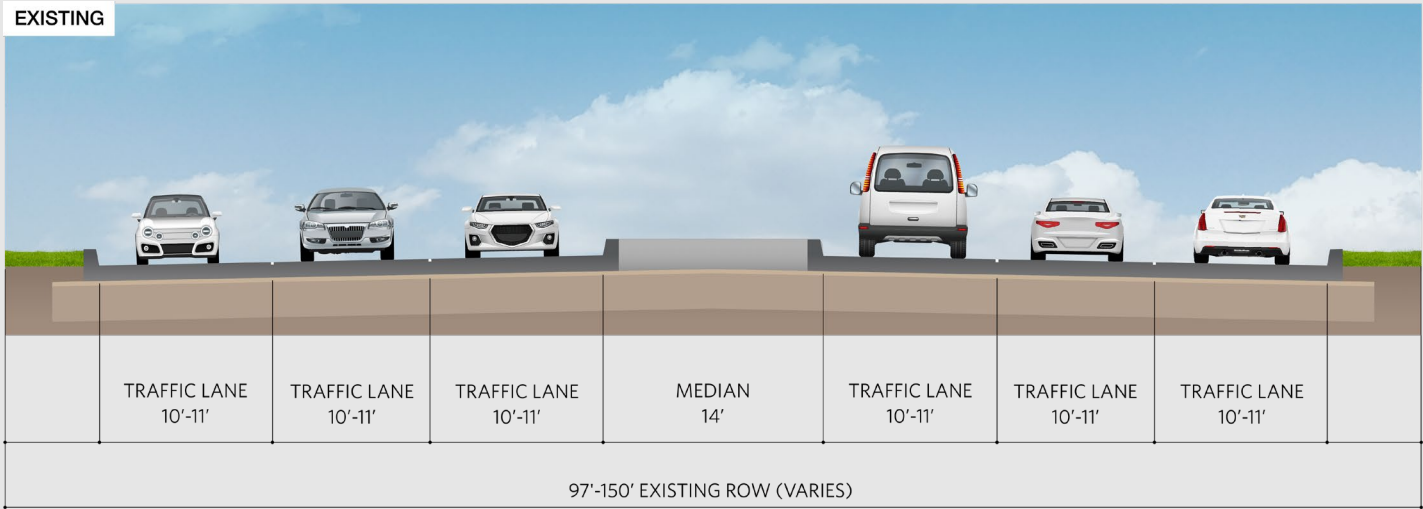 EXISTING
TRAFFIC LANE
10'-11'
TRAFFIC LANE
10'-11'
TRAFFIC LANE
10'-11'
MEDIAN
14'
TRAFFIC LANE
10'-11'
TRAFFIC LANE
10'-11'
TRAFFIC LANE
10'-11'
97'-150' EXISTING ROW (VARIES)